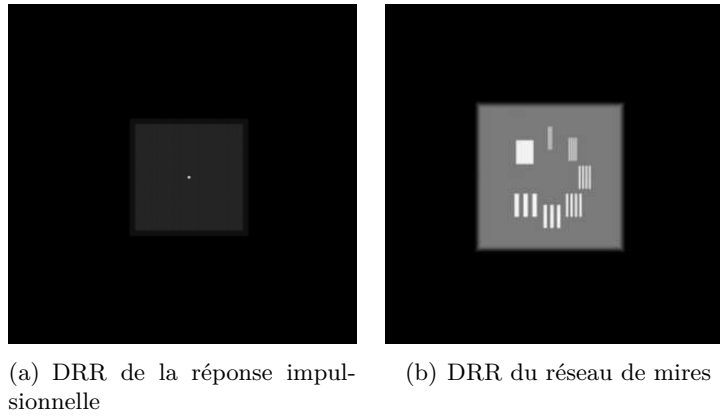 (a) DRR de la réponse impul-
sionnelle
(b) DRR du réseau de mires